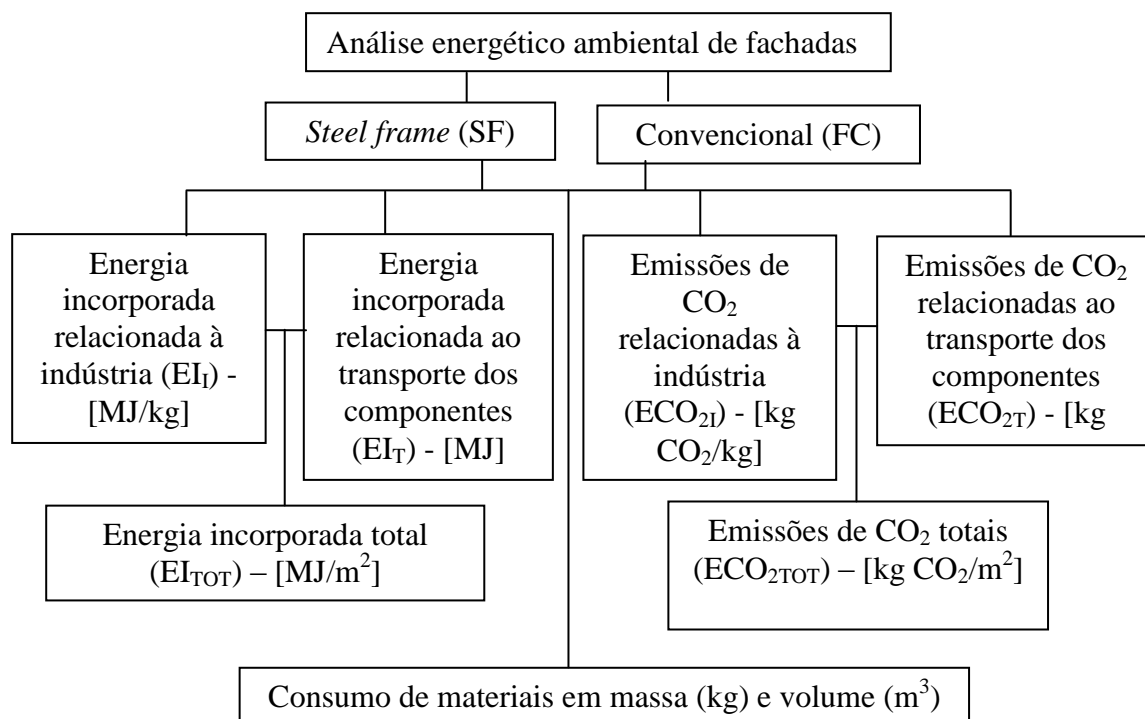 Análise energético ambiental de fachadas
Steel frame (SF)
Convencional (FC)
Energia
incorporada
relacionada à
indústria (EI_I) -
[MJ/kg]
Energia
incorporada
relacionada ao
transporte dos
componentes
(EI_T) - [MJ]
Emissões de
CO₂
relacionadas à
indústria
(ECO₂I) - [kg
CO₂/kg]
Emissões de CO₂
relacionadas ao
transporte dos
componentes
(ECO₂T) - [kg
Energia incorporada total
(EI_TOT) – [MJ/m²]
Emissões de CO₂ totais
(ECO₂TOT) – [kg CO₂/m²]
Consumo de materiais em massa (kg) e volume (m³)